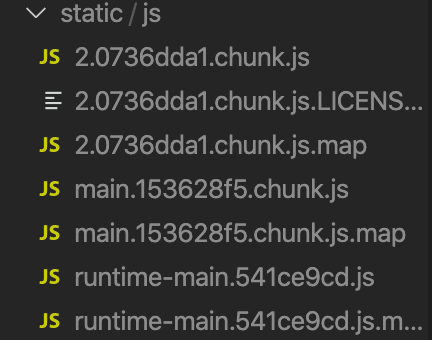 static / js
JS 2.0736dda1.chunk.js
2.0736dda1.chunk.js.LICENS...
JS 2.0736dda1.chunk.js.map
JS main.153628f5.chunk.js
JS main.153628f5.chunk.js.map
JS runtime-main.541ce9cd.js
JS runtime-main.541ce9cd.js.m...